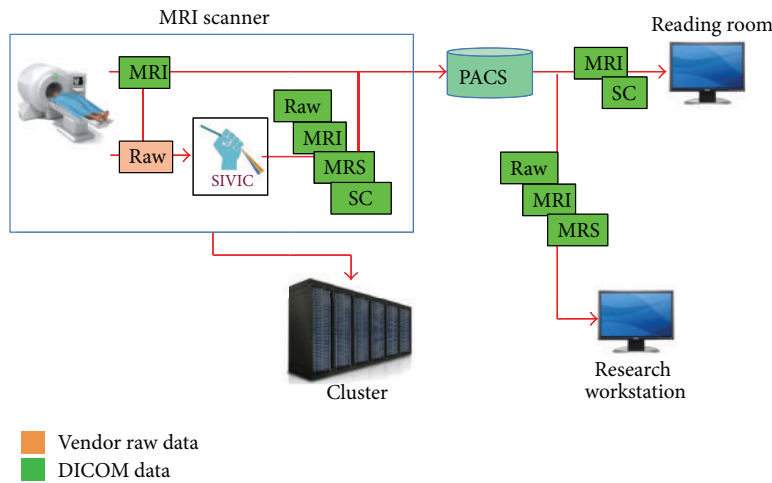 MRI scanner
Reading room
MRI
Raw
SIVIC
Raw
MRI
MRS
SC
PACS
MRI
SC
Raw
MRI
MRS
Cluster
Research
workstation
Vendor raw data
DICOM data